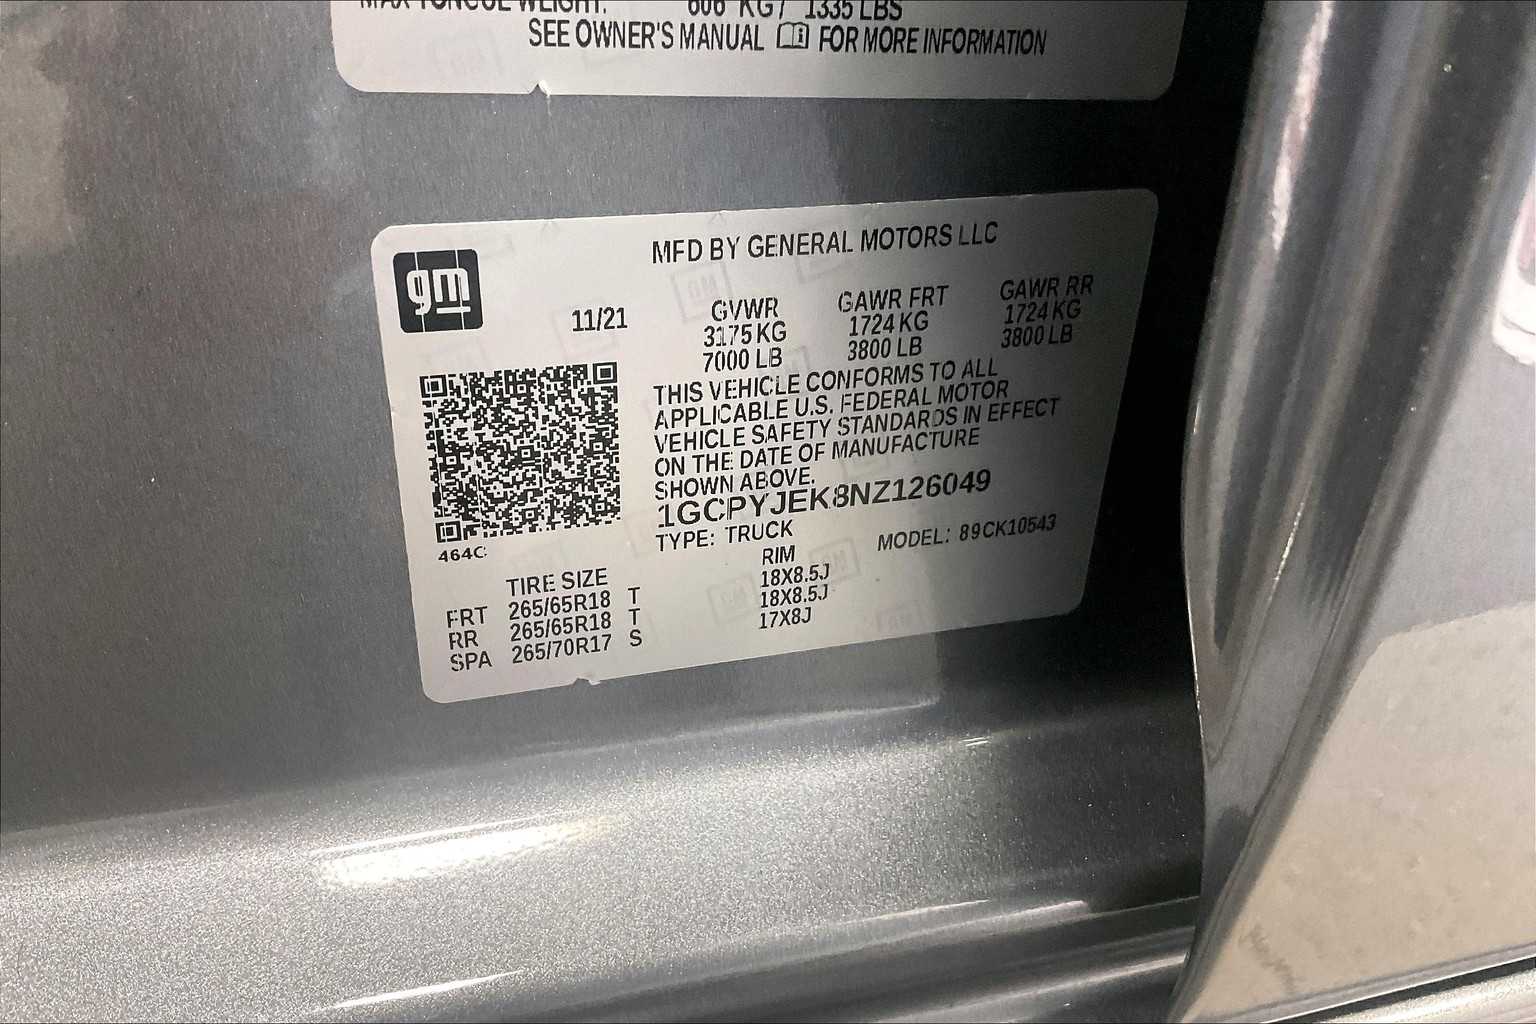 MAX TONGUE WEIGHT: 606 KG / 1335 LBS
SEE OWNER'S MANUAL FOR MORE INFORMATION
gm
MFD BY GENERAL MOTORS LLC
11/21
GVWR GAWR FRT GAWR RR
3175 KG 1724 KG 1724 KG
7000 LB 3800 LB 3800 LB
THIS VEHICLE CONFORMS TO ALL
APPLICABLE U.S. FEDERAL MOTOR
VEHICLE SAFETY STANDARDS IN EFFECT
ON THE DATE OF MANUFACTURE
SHOWN ABOVE.
1GCPYJEK8NZ126049
TYPE: TRUCK MODEL: 89CK10543
464C
TIRE SIZE RIM
FRT 265/65R18 T 18X8.5J
RR 265/65R18 T 18X8.5J
SPA 265/70R17 S 17X8J